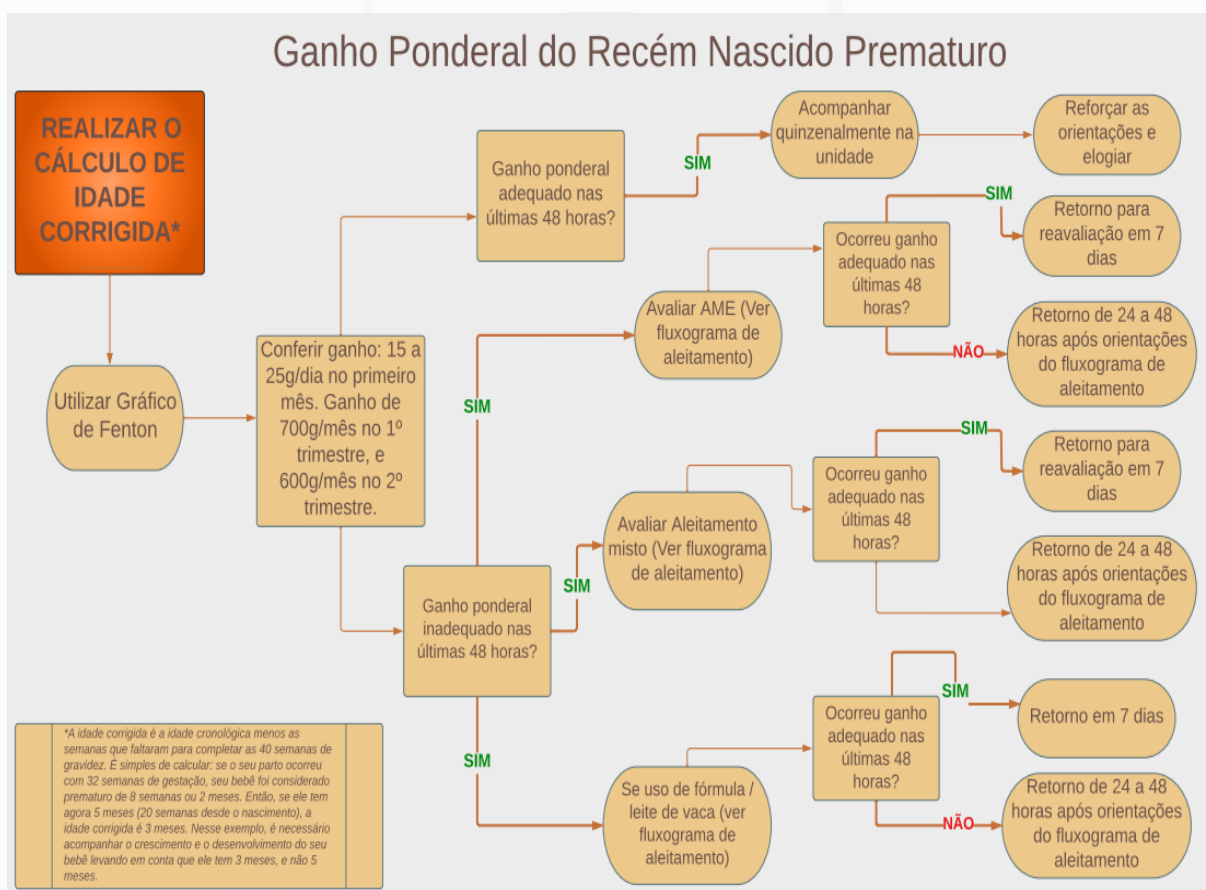 Ganho Ponderal do Recém Nascido Prematuro
REALIZAR O
CÁLCULO DE
IDADE
CORRIGIDA*
Utilizar Gráfico
de Fenton
Conferir ganho: 15 a
25g/dia no primeiro
mês. Ganho de
700g/mês no 1º
trimestre, e
600g/mês no 2º
trimestre.
Ganho ponderal
adequado nas
últimas 48 horas?
SIM
Acompanhar
quinzenalmente na
unidade
Reforçar as
orientações e
elogiar
Ganho ponderal
inadequado nas
últimas 48 horas?
SIM
Avaliar AME (Ver
fluxograma de
aleitamento)
Ocorreu ganho
adequado nas
últimas 48
horas?
SIM
Retorno para
reavaliação em 7
dias
NÃO
Retorno de 24 a 48
horas após orientações
do fluxograma de
aleitamento
SIM
Avaliar Aleitamento
misto (Ver fluxograma
de aleitamento)
Ocorreu ganho
adequado nas
últimas 48
horas?
SIM
Retorno para
reavaliação em 7
dias
Retorno de 24 a 48
horas após orientações
do fluxograma de
aleitamento
SIM
Se uso de fórmula /
leite de vaca (ver
fluxograma de
aleitamento)
Ocorreu ganho
adequado nas
últimas 48
horas?
SIM
Retorno em 7 dias
NÃO
Retorno de 24 a 48
horas após orientações
do fluxograma de
aleitamento
*A idade corrigida é a idade cronológica menos as
semanas que faltaram para completar as 40 semanas de
gravidez. É simples de calcular: se o seu parto ocorreu
com 32 semanas de gestação, seu bebê foi considerado
prematuro de 8 semanas ou 2 meses. Então, se ele tem
agora 5 meses (20 semanas desde o nascimento), a
idade corrigida é 3 meses. Nesse exemplo, é necessário
acompanhar o crescimento e o desenvolvimento do seu
bebê levando em conta que ele tem 3 meses, e não 5
meses.